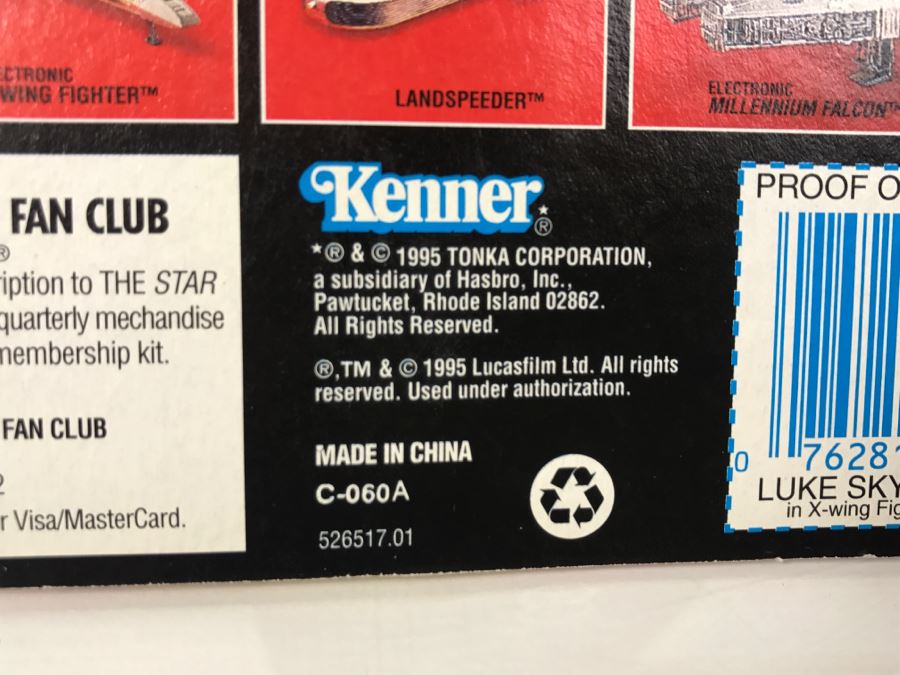 WING FIGHTER™
LANDSPEEDER™
ELECTRONIC
MILLENNIUM FALCON™
FAN CLUB
®
to THE STAR
quarterly mechandise
membership kit.
FAN CLUB
2
r Visa/MasterCard.
Kenner*®
*® & © 1995 TONKA CORPORATION,
a subsidiary of Hasbro, Inc.,
Pawtucket, Rhode Island 02862.
All Rights Reserved.
®,TM & © 1995 Lucasfilm Ltd. All rights
reserved. Used under authorization.
MADE IN CHINA
C-060A
526517.01
PROOF O
0 76281
LUKE SKY
in X-wing Fig